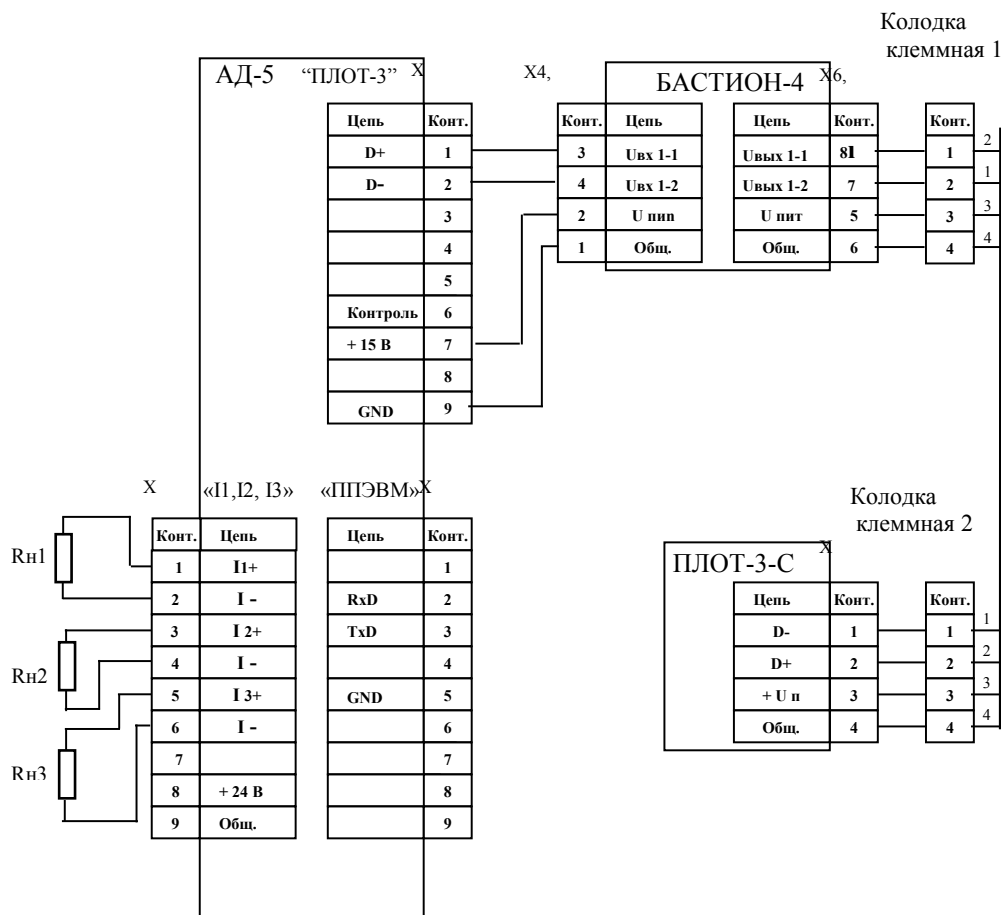 Колодка
клеммная 1
АД-5 “ПЛОТ-3” X
X4,
БАСТИОН-4
X6,
Цепь Конт.
D+ 1
D- 2
3
4
5
Контроль 6
+ 15 В 7
8
GND 9
Конт. Цепь
3 Uвх 1-1
4 Uвх 1-2
2 U пип
1 Общ.
Цепь Конт.
Uвых 1-1 81
Uвых 1-2 7
U пит 5
Общ. 6
Конт.
1 2
2 1
3 3
4 4
X «I1,I2, I3»
«ППЭВМ» X
Rн1
Rн2
Rн3
Конт. Цепь
1 I1+
2 I -
3 I 2+
4 I -
5 I 3+
6 I -
7
8 + 24 В
9 Общ.
Цепь Конт.
1
RxD 2
TxD 3
4
GND 5
6
7
8
9
Колодка
клеммная 2
ПЛОТ-3-С
X
Цепь Конт.
D- 1
D+ 2
+ U п 3
Общ. 4
Конт.
1 1
2 2
3 3
4 4